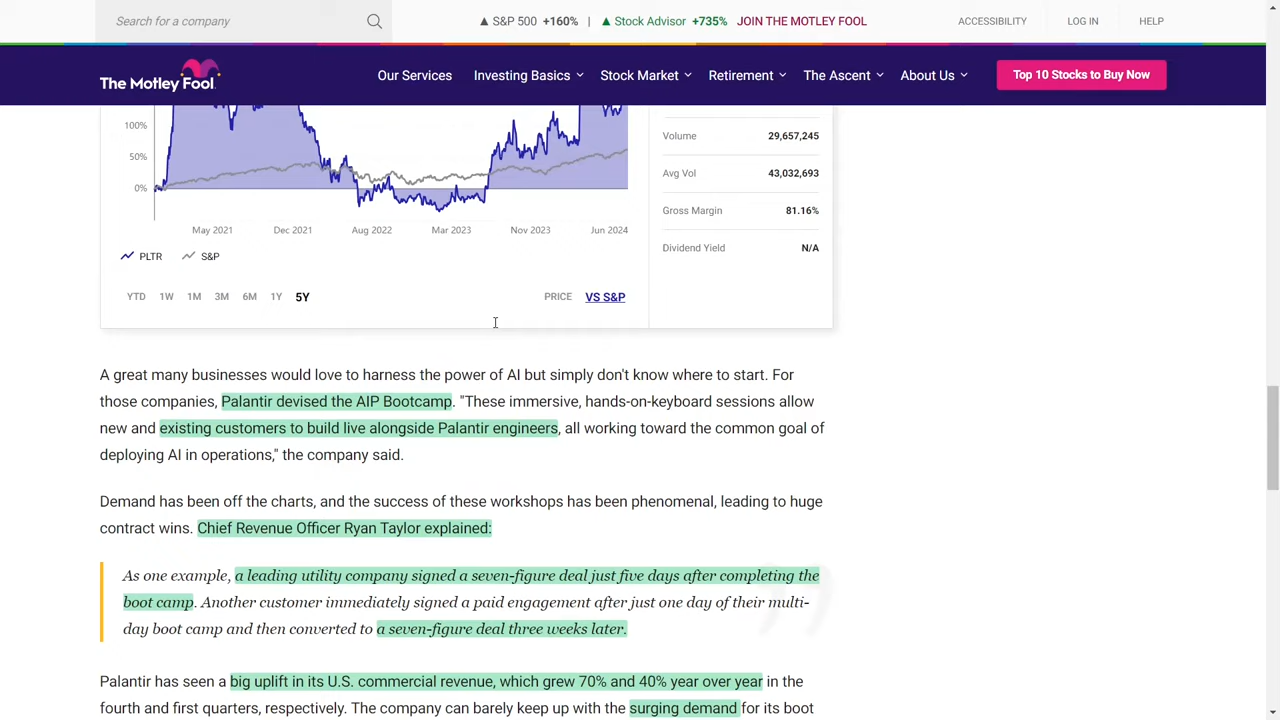 Search for a company
▲ S&P 500 +160% | ▲ Stock Advisor +735% JOIN THE MOTLEY FOOL
ACCESSIBILITY LOG IN HELP
The Motley Fool
Our Services Investing Basics Stock Market Retirement The Ascent About Us Top 10 Stocks to Buy Now
100%
50%
0%
May 2021 Dec 2021 Aug 2022 Mar 2023 Nov 2023 Jun 2024
PLTR S&P
YTD 1W 1M 3M 6M 1Y 5Y PRICE VS S&P
Volume 29,657,245
Avg Vol 43,032,693
Gross Margin 81.16%
Dividend Yield N/A
A great many businesses would love to harness the power of AI but simply don't know where to start. For
those companies, Palantir devised the AIP Bootcamp. "These immersive, hands-on-keyboard sessions allow
new and existing customers to build live alongside Palantir engineers, all working toward the common goal of
deploying AI in operations," the company said.
Demand has been off the charts, and the success of these workshops has been phenomenal, leading to huge
contract wins. Chief Revenue Officer Ryan Taylor explained:
As one example, a leading utility company signed a seven-figure deal just five days after completing the
boot camp. Another customer immediately signed a paid engagement after just one day of their multi-
day boot camp and then converted to a seven-figure deal three weeks later.
Palantir has seen a big uplift in its U.S. commercial revenue, which grew 70% and 40% year over year in the
fourth and first quarters, respectively. The company can barely keep up with the surging demand for its boot